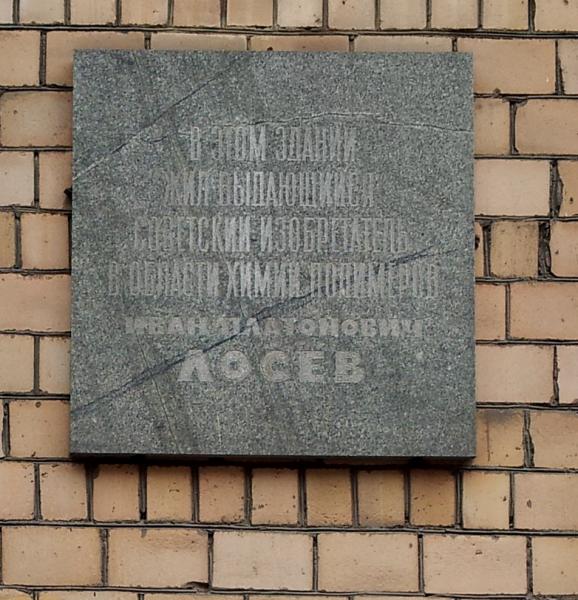 В ЭТОМ ЗДАНИИ
ЖИЛ ВЫДАЮЩИЙСЯ
СОВЕТСКИЙ ИЗОБРЕТАТЕЛЬ
В ОБЛАСТИ ХИМИИ ПОЛИМЕРОВ
ИВАН ПЛАТОНОВИЧ
ЛОСЕВ